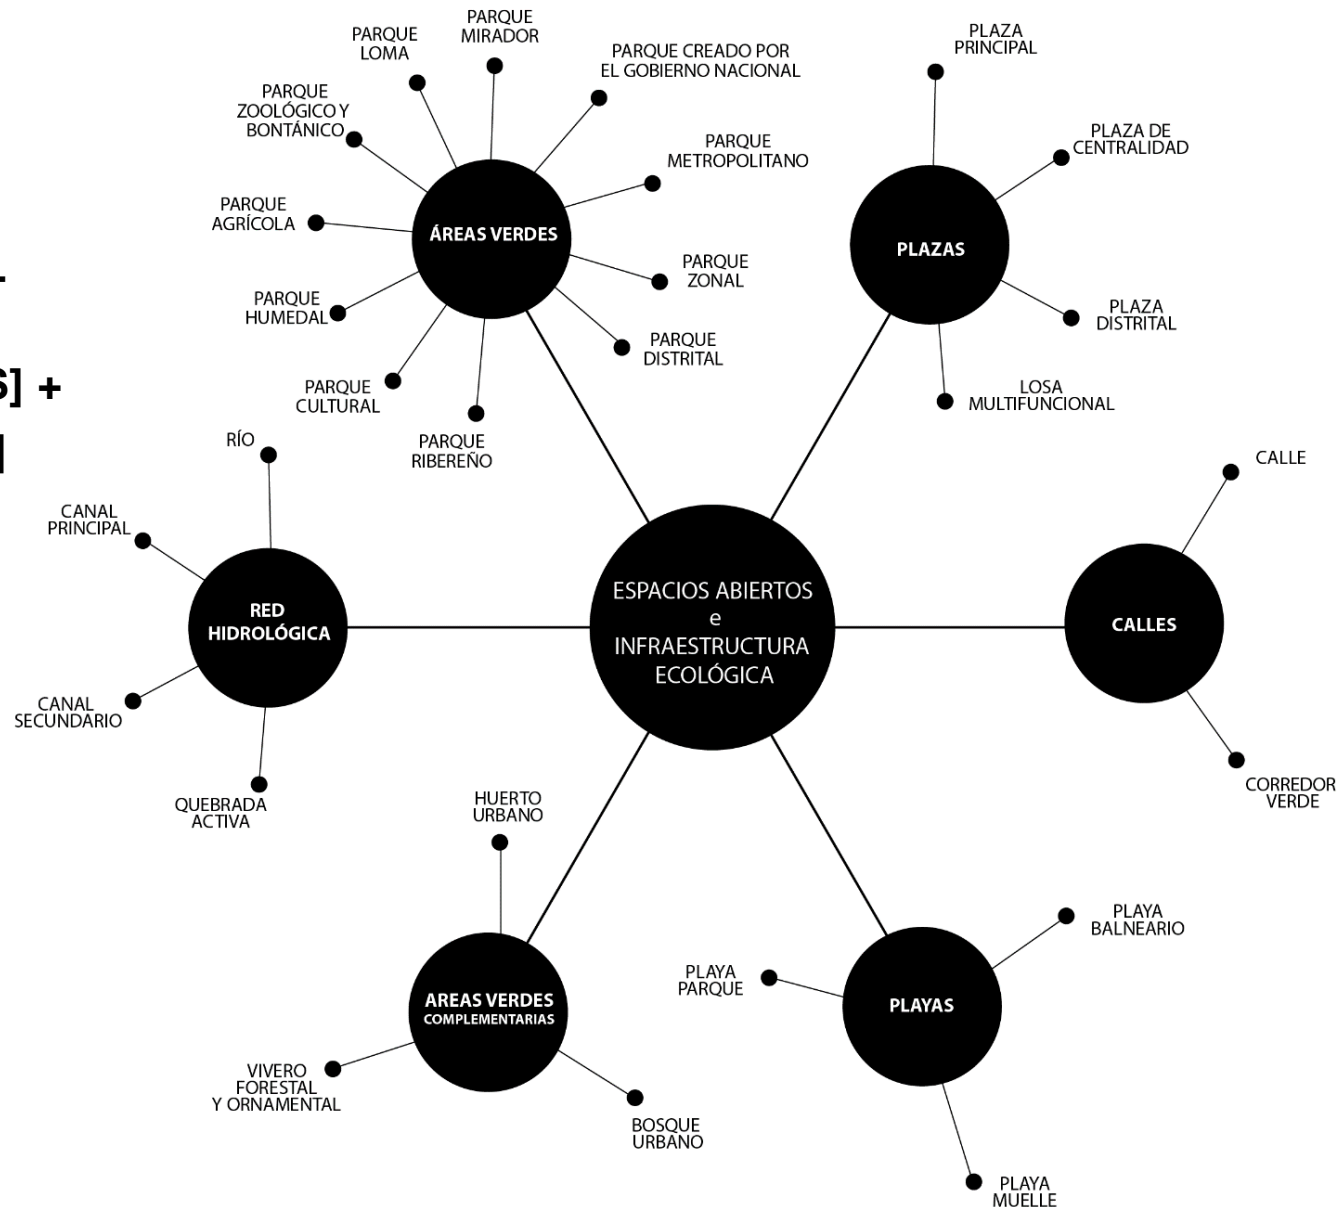 S] +
]
PARQUE
MIRADOR
PARQUE
LOMA
PARQUE CREADO POR
EL GOBIERNO NACIONAL
PARQUE
ZOOLÓGICO Y
BONTÁNICO
PARQUE
METROPOLITANO
PARQUE
AGRÍCOLA
ÁREAS VERDES
PARQUE
ZONAL
PARQUE
HUMEDAL
PARQUE
DISTRITAL
PARQUE
CULTURAL
PARQUE
RIBEREÑO
PLAZA
PRINCIPAL
PLAZA DE
CENTRALIDAD
PLAZAS
PLAZA
DISTRITAL
LOSA
MULTIFUNCIONAL
RÍO
CANAL
PRINCIPAL
RED
HIDROLÓGICA
CANAL
SECUNDARIO
QUEBRADA
ACTIVA
ESPACIOS ABIERTOS
e
INFRAESTRUCTURA
ECOLÓGICA
CALLE
CALLES
CORREDOR
VERDE
HUERTO
URBANO
AREAS VERDES
COMPLEMENTARIAS
VIVERO
FORESTAL
Y ORNAMENTAL
BOSQUE
URBANO
PLAYA
BALNEARIO
PLAYA
PARQUE
PLAYAS
PLAYA
MUELLE